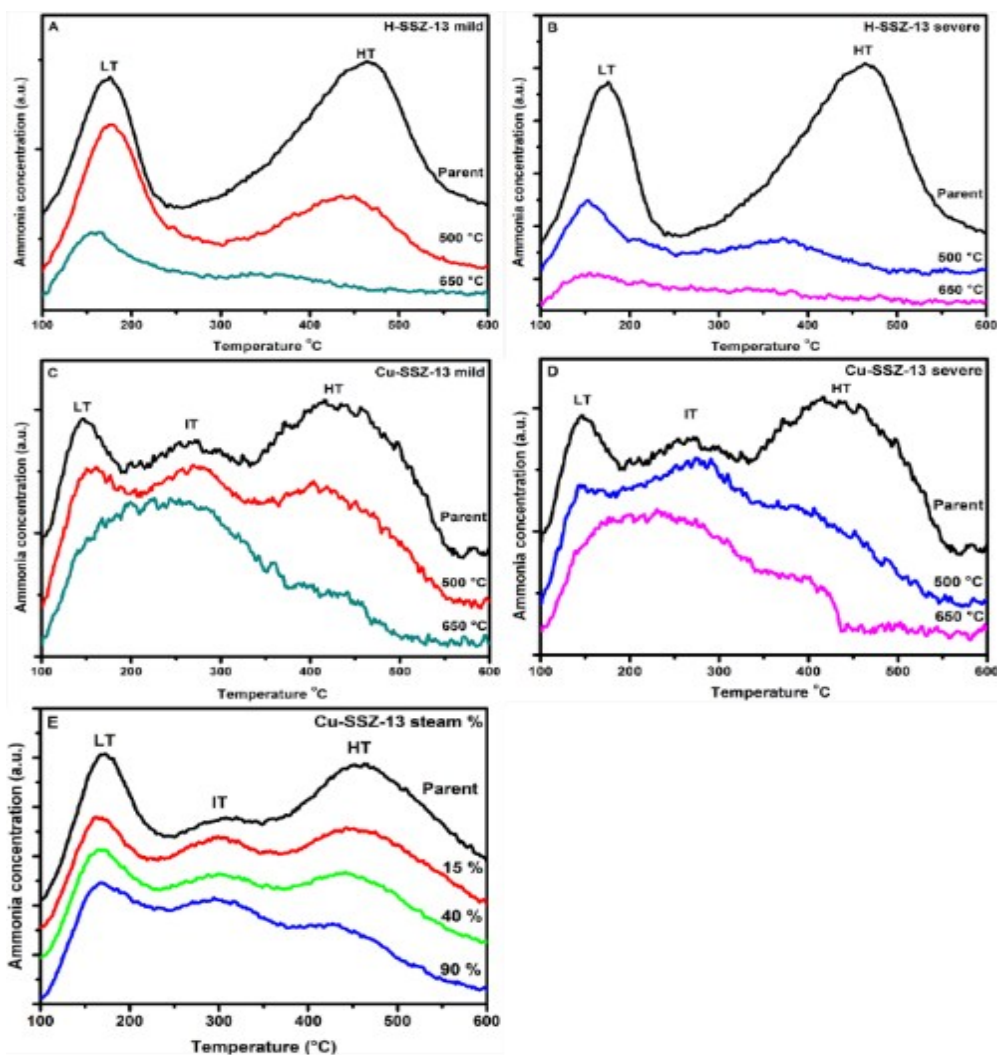 A
H-SSZ-13 mild
LT
HT
Parent
500 °C
650 °C
Ammonia concentration (a.u.)
100 200 300 400 500 600
Temperature °C
B
H-SSZ-13 severe
LT
HT
Parent
500 °C
650 °C
Ammonia concentration (a.u.)
100 200 300 400 500 600
Temperature °C
C
Cu-SSZ-13 mild
LT
IT
HT
Parent
500 °C
650 °C
Ammonia concentration (a.u.)
100 200 300 400 500 600
Temperature °C
D
Cu-SSZ-13 severe
LT
IT
HT
Parent
500 °C
650 °C
Ammonia concentration (a.u.)
100 200 300 400 500 600
Temperature °C
E
Cu-SSZ-13 steam %
LT
IT
HT
Parent
15 %
40 %
90 %
Ammonia concentration (a.u.)
100 200 300 400 500 600
Temperature (°C)